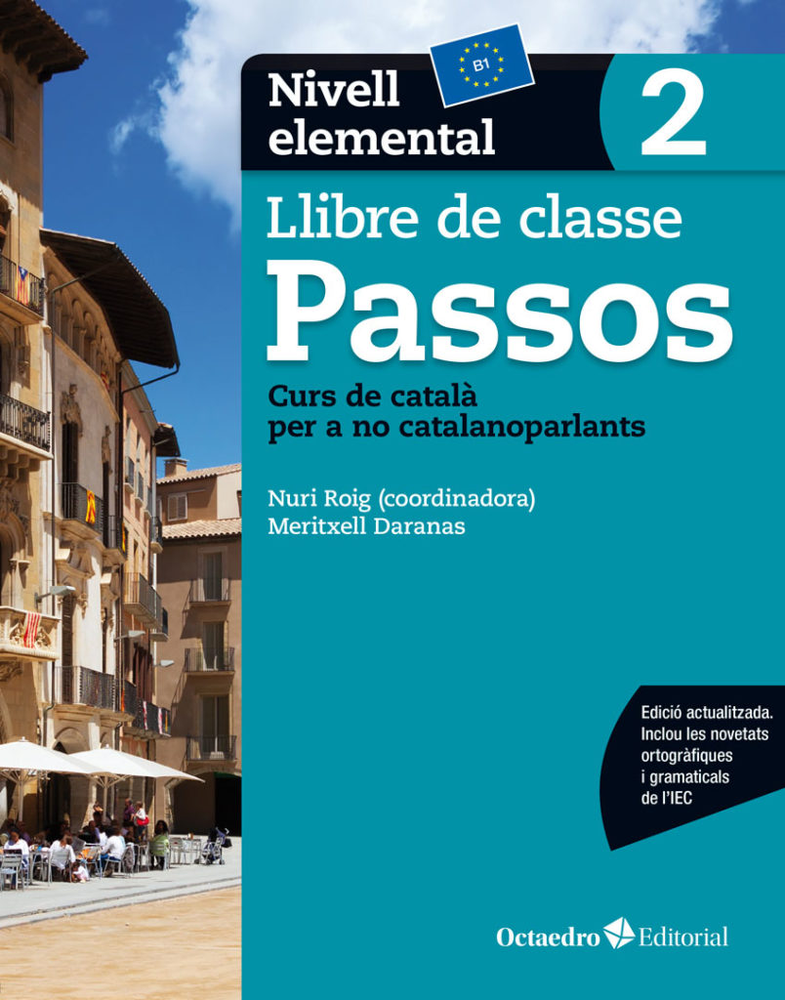 B1
Nivell
elemental
2
Llibre de classe
Passos
Curs de català
per a no catalanoparlants
Nuri Roig (coordinadora)
Meritxell Daranas
Edició actualitzada.
Inclou les novetats
ortogràfiques
i gramaticals
de l'IEC
Octaedro Editorial